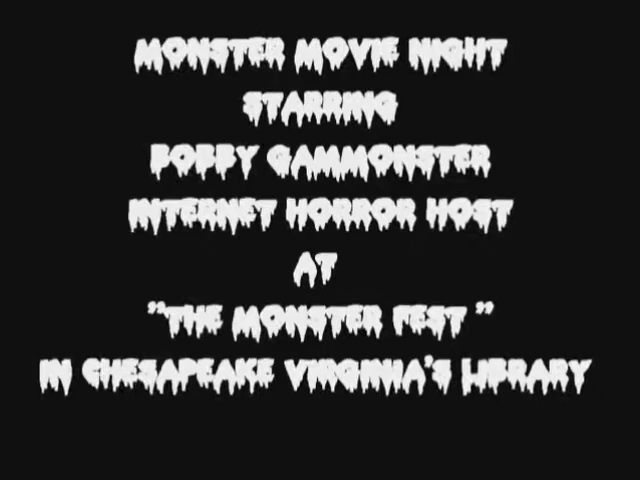 MONSTER MOVIE NIGHT
STARRING
BOBBY GAMMONSTER
INTERNET HORROR HOST
AT
"THE MONSTER FEST "
IN CHESAPEAKE VIRGINIA'S LIBRARY